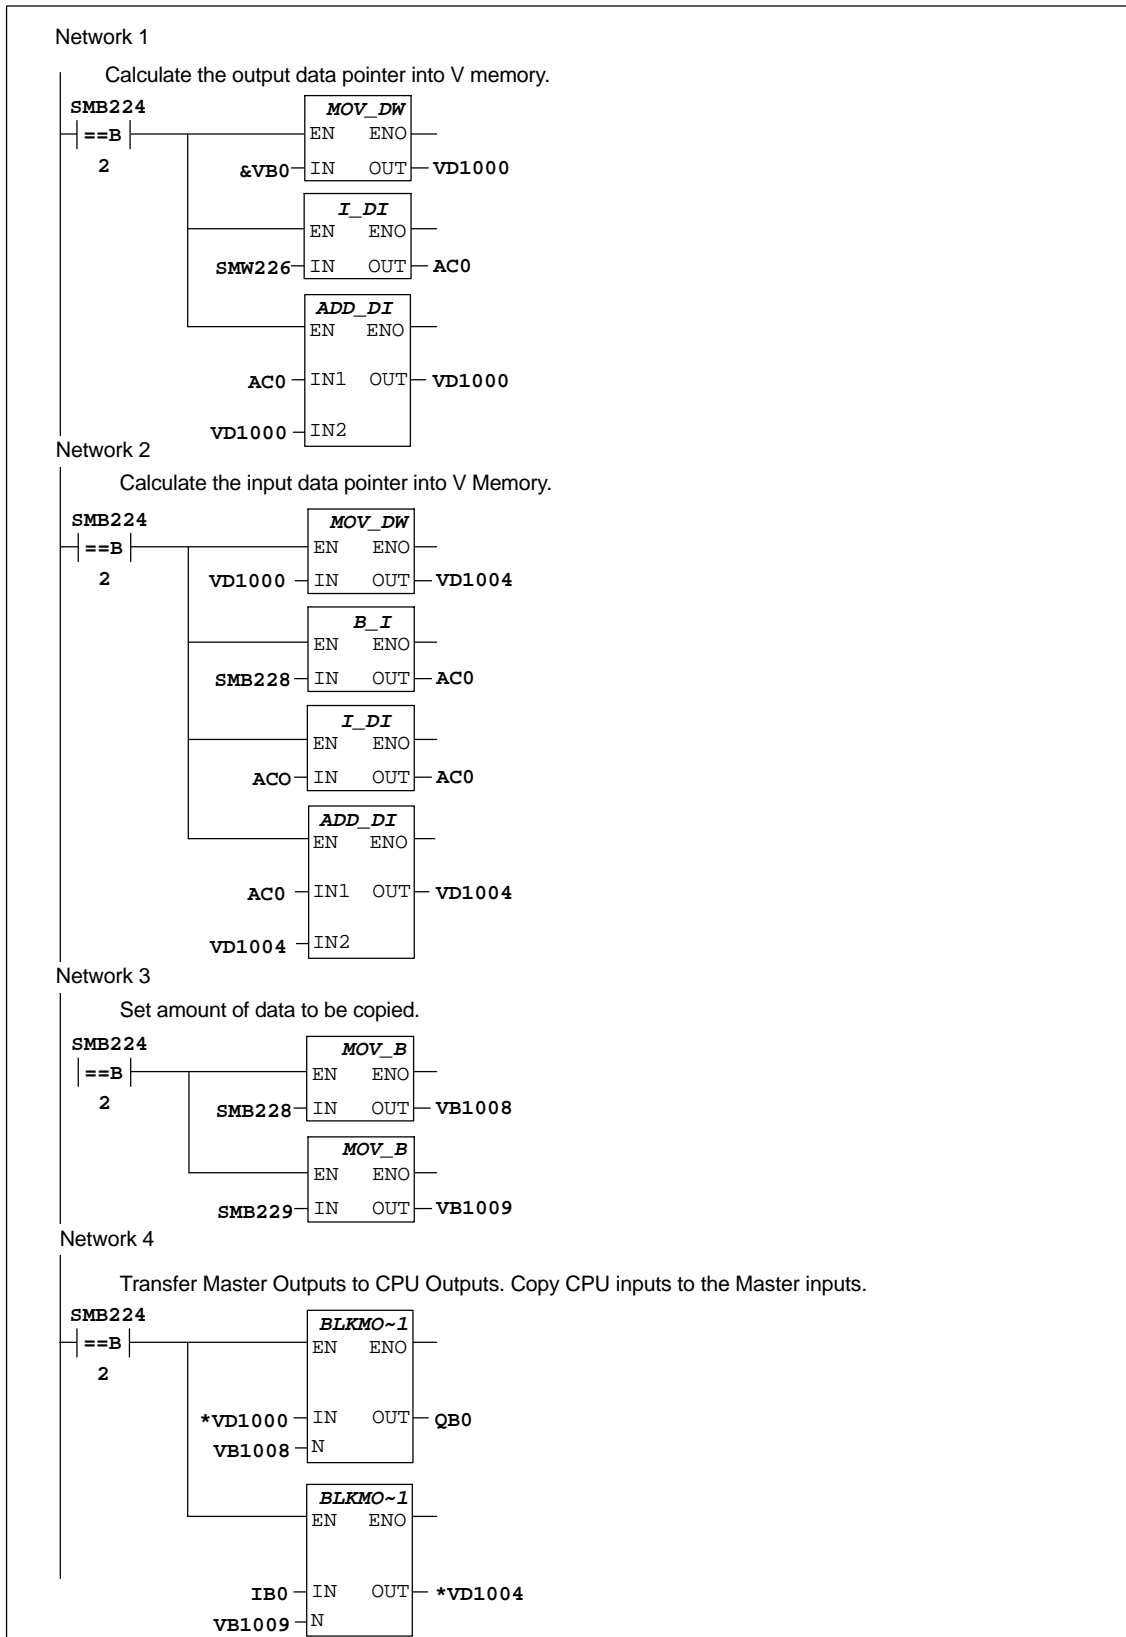 Network 1
Calculate the output data pointer into V memory.
SMB224
==B
2
MOV_DW
EN ENO
&VB0 IN OUT VD1000
I_DI
EN ENO
SMW226 IN OUT AC0
ADD_DI
EN ENO
AC0 IN1 OUT VD1000
VD1000 IN2
Network 2
Calculate the input data pointer into V Memory.
SMB224
==B
2
MOV_DW
EN ENO
VD1000 IN OUT VD1004
B_I
EN ENO
SMB228 IN OUT AC0
I_DI
EN ENO
ACO IN OUT AC0
ADD_DI
EN ENO
AC0 IN1 OUT VD1004
VD1004 IN2
Network 3
Set amount of data to be copied.
SMB224
==B
2
MOV_B
EN ENO
SMB228 IN OUT VB1008
MOV_B
EN ENO
SMB229 IN OUT VB1009
Network 4
Transfer Master Outputs to CPU Outputs. Copy CPU inputs to the Master inputs.
SMB224
==B
2
BLKMO~1
EN ENO
*VD1000 IN OUT QB0
VB1008 N
BLKMO~1
EN ENO
IB0 IN OUT *VD1004
VB1009 N